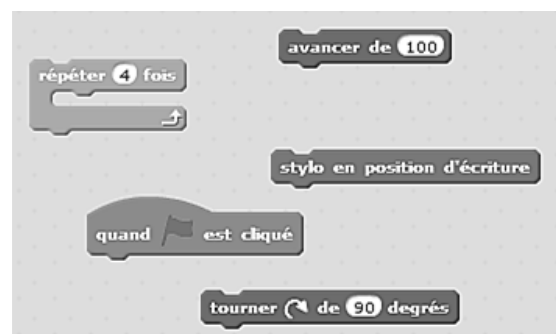 avancer de 100
répéter 4 fois
stylo en position d'écriture
quand est cliqué
tourner de 90 degrés